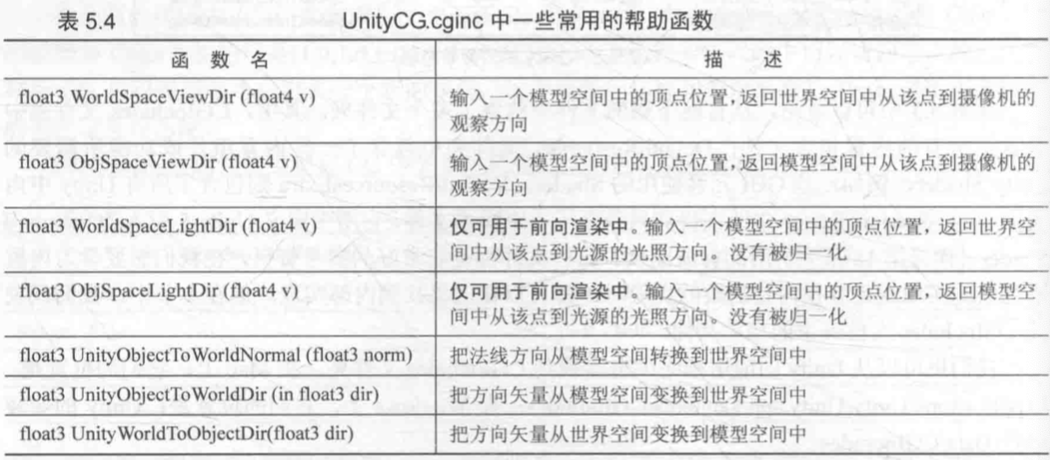 表 5.4 UnityCG.cginc 中一些常用的帮助函数
函 数 名 描 述
float3 WorldSpaceViewDir (float4 v) 输入一个模型空间中的顶点位置,返回世界空间中从该点到摄像机的
观察方向
float3 ObjSpaceViewDir (float4 v) 输入一个模型空间中的顶点位置,返回模型空间中从该点到摄像机的
观察方向
float3 WorldSpaceLightDir (float4 v) 仅可用于前向渲染中。输入一个模型空间中的顶点位置,返回世界空
间中从该点到光源的光照方向。没有被归一化
float3 ObjSpaceLightDir (float4 v) 仅可用于前向渲染中。输入一个模型空间中的顶点位置,返回模型空
间中从该点到光源的光照方向。没有被归一化
float3 UnityObjectToWorldNormal (float3 norm) 把法线方向从模型空间转换到世界空间中
float3 UnityObjectToWorldDir (in float3 dir) 把方向矢量从模型空间变换到世界空间中
float3 UnityWorldToObjectDir(float3 dir) 把方向矢量从世界空间变换到模型空间中